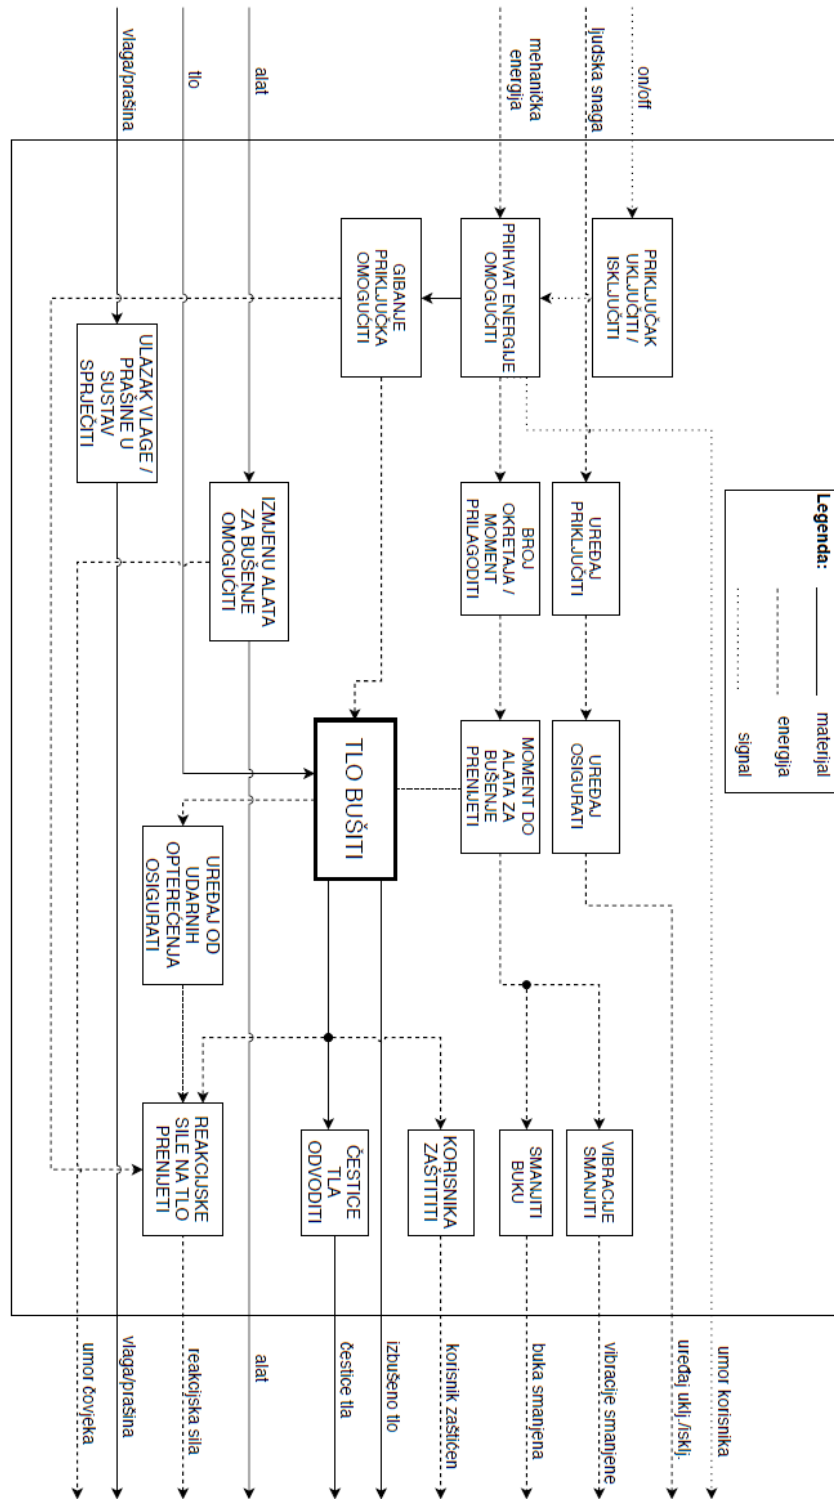 Legenda:
materijal
energija
signal
on/off
ljudska snaga
mehanička
energija
alat
tlo
vlaga/prašina
PRIKLJUČAK
UKLJUČITI /
ISKLJUČITI
PRIHVAT ENERGIJE
OMOGUĆITI
GIBANJE
PRIKLJUČKA
OMOGUĆITI
ULAZAK VLAGE /
PRAŠINE U
SUSTAV
SPRJEČITI
UREĐAJ
PRIKLJUČITI
BROJ
OKRETAJA /
MOMENT
PRILAGODITI
IZMJENU ALATA
ZA BUŠENJE
OMOGUĆITI
UREĐAJ
OSIGURATI
MOMENT DO
ALATA ZA
BUŠENJE
PRENIJETI
TLO BUŠITI
UREĐAJ OD
UDARNIH
OPTEREĆENJA
OSIGURATI
VIBRACIJE
SMANJITI
SMANJITI
BUKU
KORISNIKA
ZAŠTITITI
ČESTICE
TLA
ODVODITI
REAKCIJSKE
SILE NA TLO
PRENIJETI
umor korisnika
uređaj uklj./isklj.
vibracije smanjene
buka smanjena
korisnik zaštićen
izbušeno tlo
čestice tla
alat
reakcijska sila
vlaga/prašina
umor čovjeka